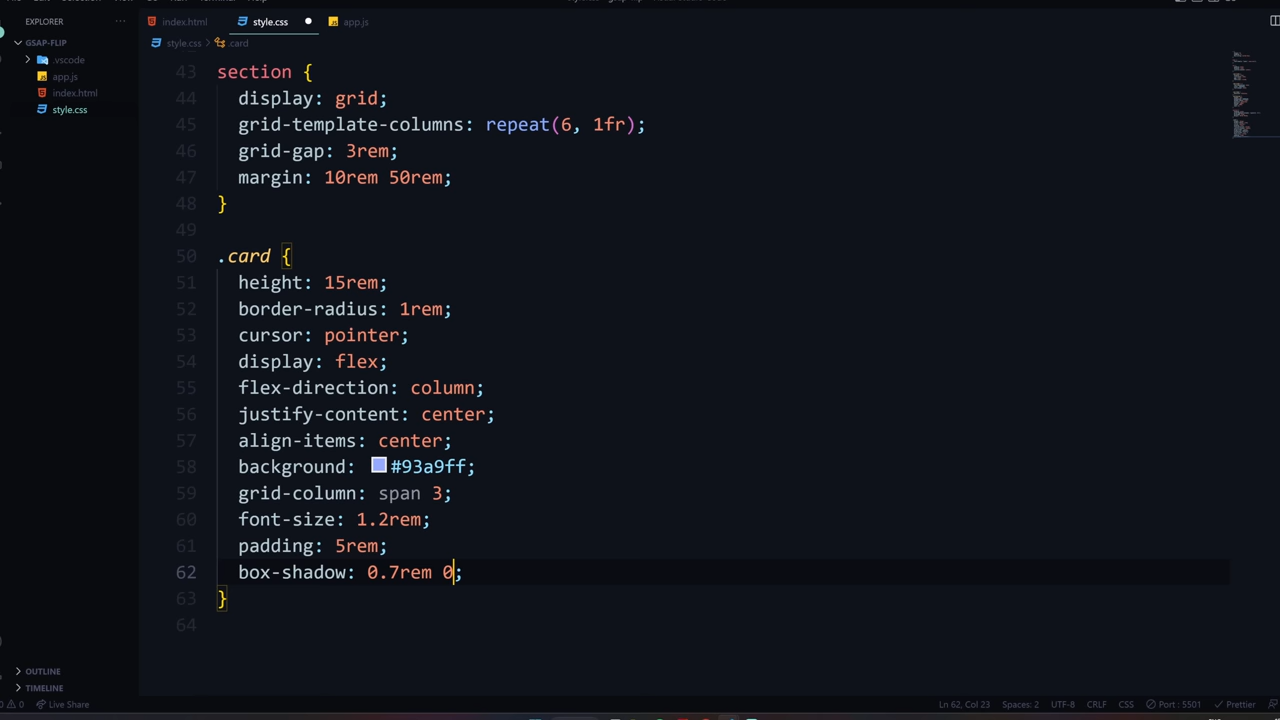 EXPLORER
GSAP-FLIP
.vscode
app.js
index.html
style.css
OUTLINE
TIMELINE
index.html
style.css
app.js
style.css > .card
43 section {
44 display: grid;
45 grid-template-columns: repeat(6, 1fr);
46 grid-gap: 3rem;
47 margin: 10rem 50rem;
48 }
49
50 .card {
51 height: 15rem;
52 border-radius: 1rem;
53 cursor: pointer;
54 display: flex;
55 flex-direction: column;
56 justify-content: center;
57 align-items: center;
58 background: #93a9ff;
59 grid-column: span 3;
60 font-size: 1.2rem;
61 padding: 5rem;
62 box-shadow: 0.7rem 0;
63 }
64
0 0 Live Share Ln 62, Col 23 Spaces: 2 UTF-8 CRLF CSS Port : 5501 Prettier